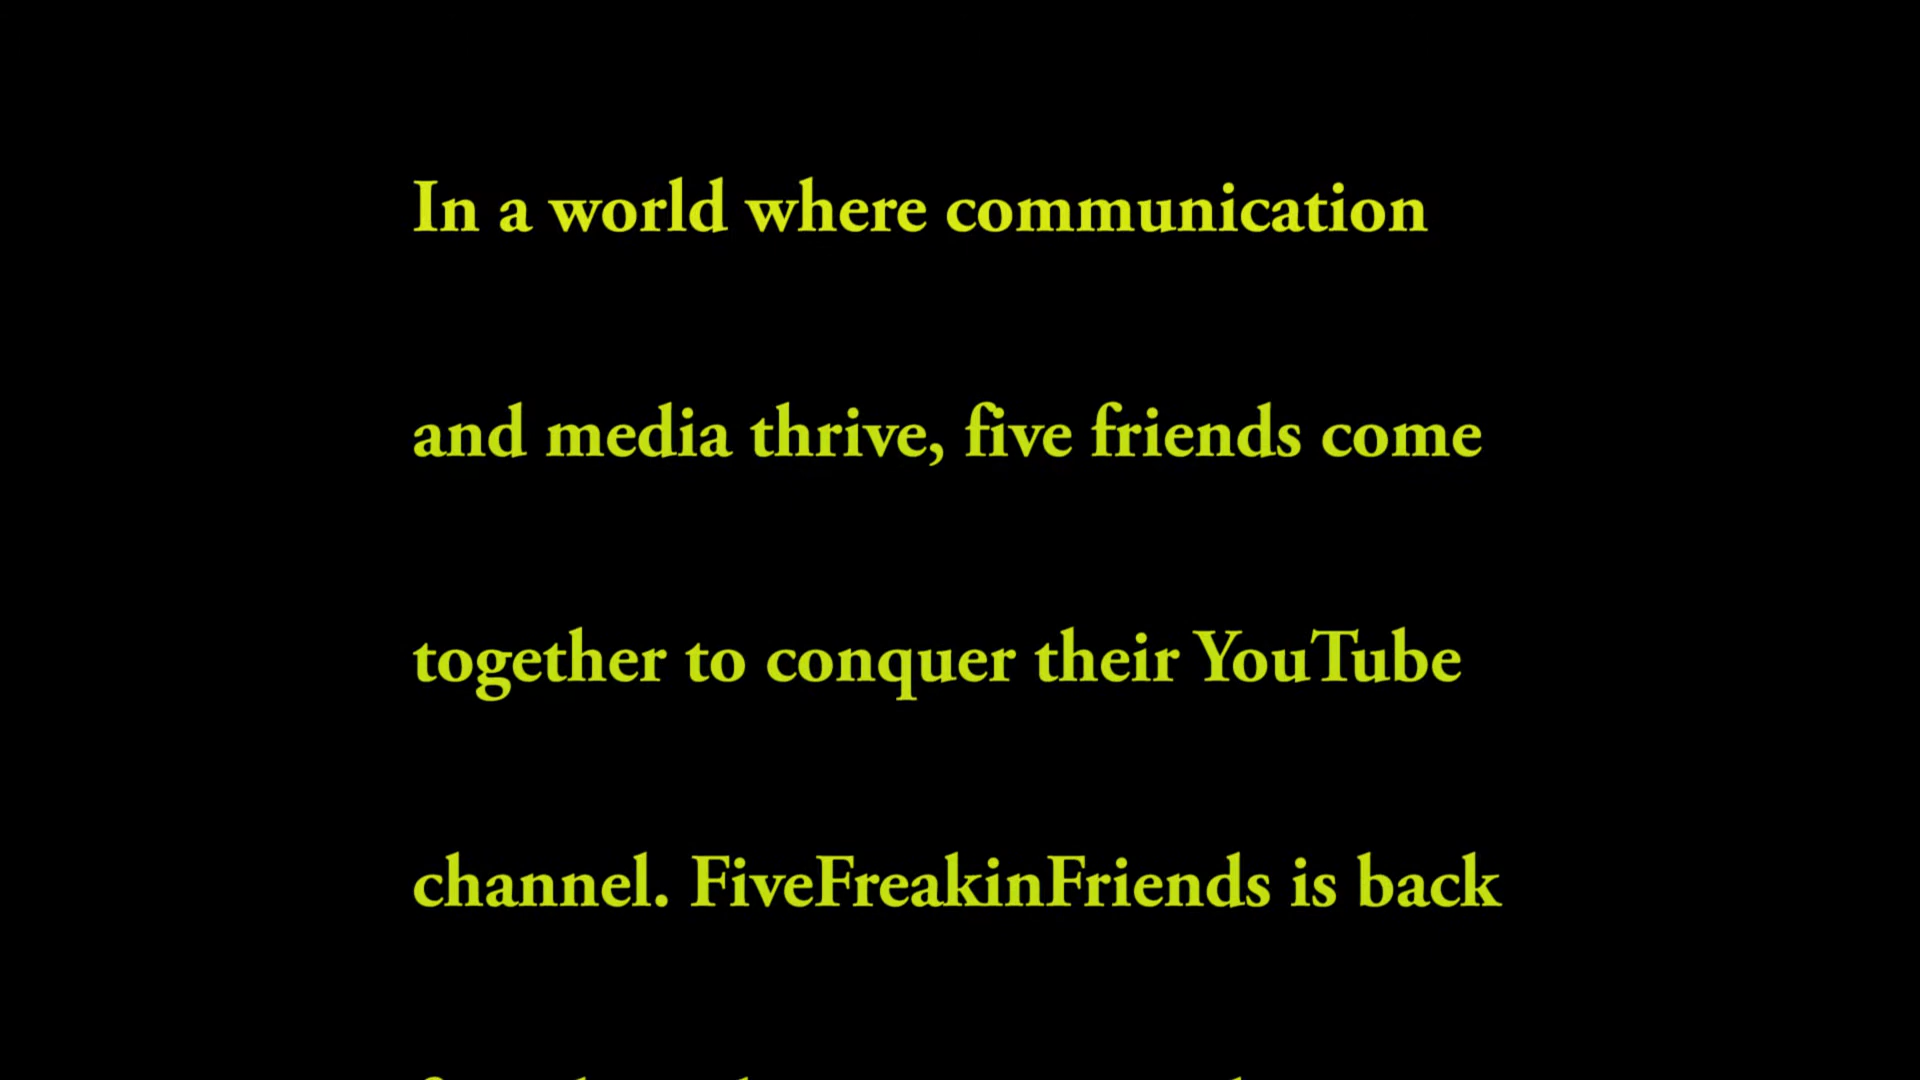 In a world where communication
and media thrive, five friends come
together to conquer their YouTube
channel. FiveFreakinFriends is back